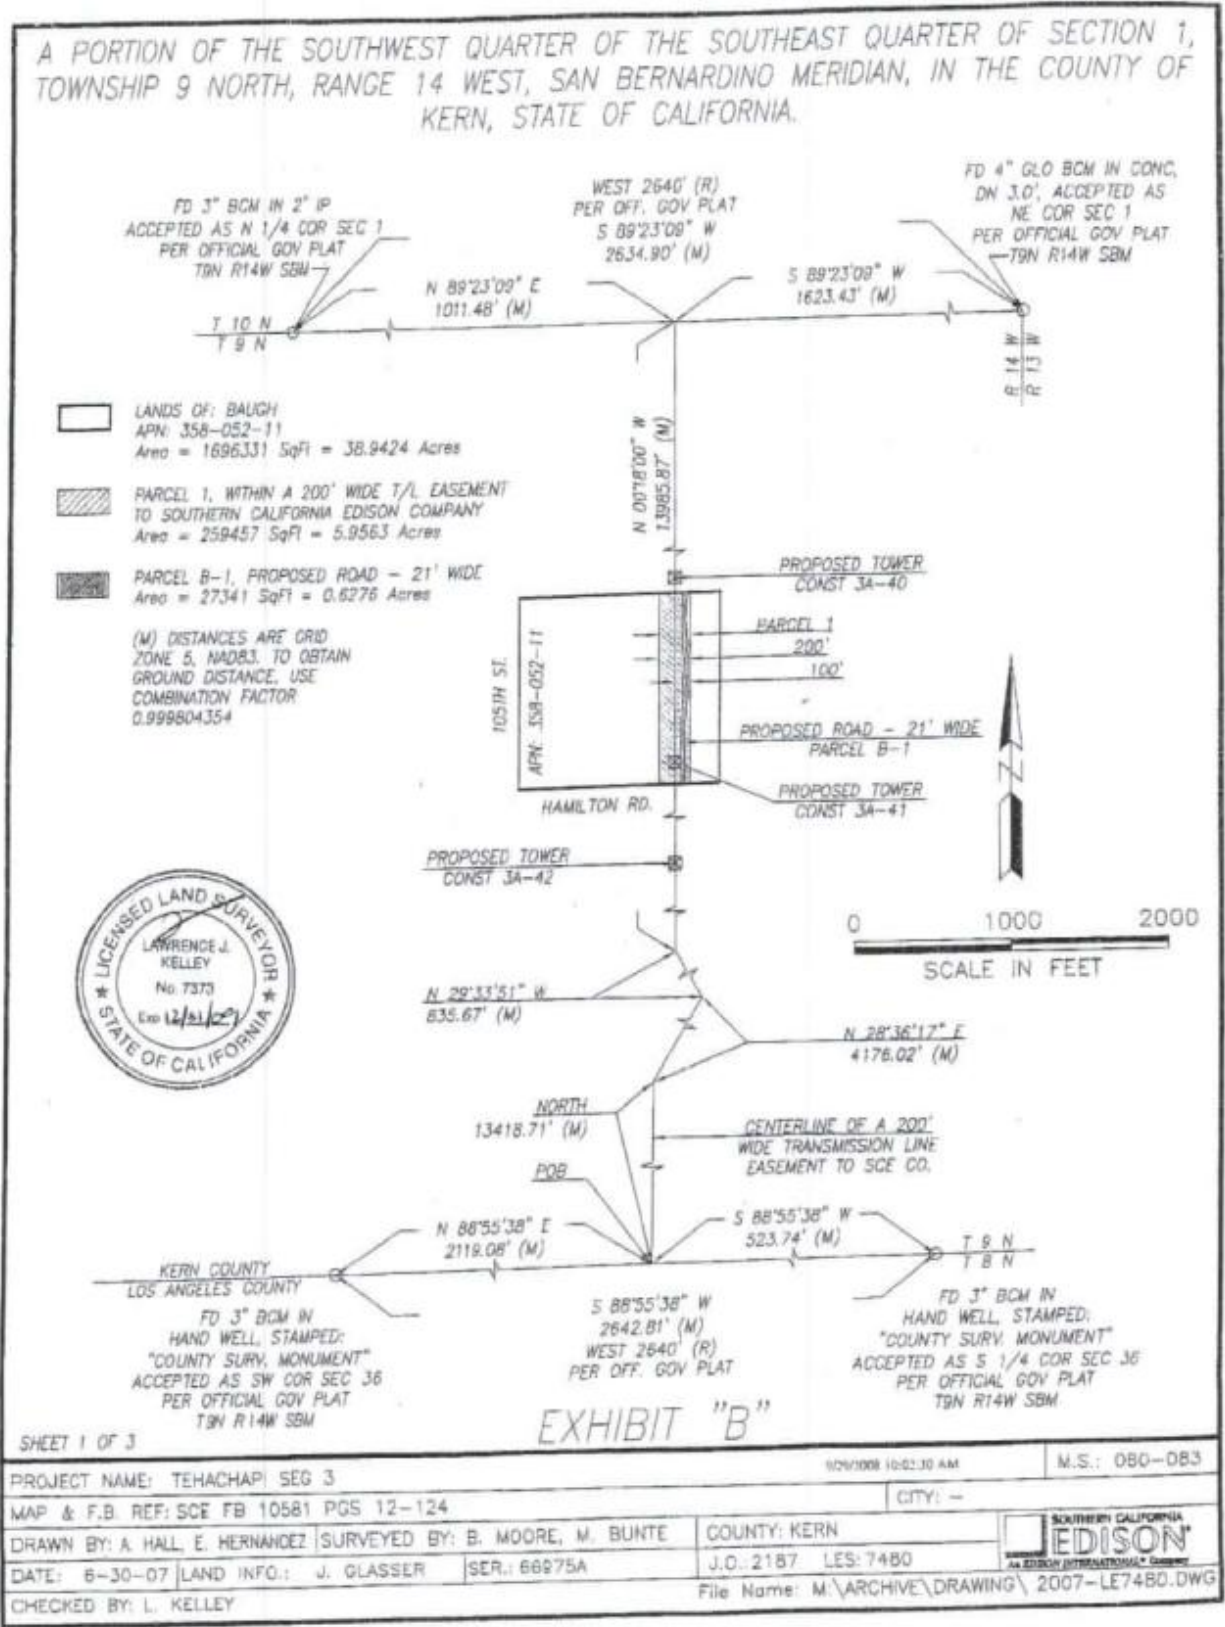 A PORTION OF THE SOUTHWEST QUARTER OF THE SOUTHEAST QUARTER OF SECTION 1,
TOWNSHIP 9 NORTH, RANGE 14 WEST, SAN BERNARDINO MERIDIAN, IN THE COUNTY OF
KERN, STATE OF CALIFORNIA.
FD 3" BCM IN 2" IP
ACCEPTED AS N 1/4 COR SEC 1
PER OFFICIAL GOV PLAT
T9N R14W SBM
WEST 2640' (R)
PER OFF. GOV PLAT
S 89°23'09" W
2634.90' (M)
FD 4" GLO BCM IN CONC,
DN 3.0', ACCEPTED AS
NE COR SEC 1
PER OFFICIAL GOV PLAT
T9N R14W SBM
N 89°23'09" E
1011.48' (M)
S 89°23'09" W
1623.43' (M)
T 10 N
T 9 N
R 14 W
R 13 W
LANDS OF: BAUGH
APN: 358-052-11
Area = 1696331 SqFt = 38.9424 Acres
PARCEL 1, WITHIN A 200' WIDE T/L EASEMENT
TO SOUTHERN CALIFORNIA EDISON COMPANY
Area = 259457 SqFt = 5.9563 Acres
PARCEL B-1, PROPOSED ROAD - 21' WIDE
Area = 27341 SqFt = 0.6276 Acres
(M) DISTANCES ARE GRID
ZONE 5, NAD83. TO OBTAIN
GROUND DISTANCE, USE
COMBINATION FACTOR
0.999804354
N 00°18'00" W
13985.87' (M)
PROPOSED TOWER
CONST 3A-40
PARCEL 1
200'
100'
105TH ST.
APN: 358-052-11
PROPOSED ROAD - 21' WIDE
PARCEL B-1
PROPOSED TOWER
CONST 3A-41
HAMILTON RD.
PROPOSED TOWER
CONST 3A-42
N
LICENSED LAND SURVEYOR
LAWRENCE J.
KELLEY
No. 7373
Exp 12/31/09
STATE OF CALIFORNIA
0 1000 2000
SCALE IN FEET
N 29°33'51" W
835.67' (M)
N 28°36'17" E
4176.02' (M)
NORTH
13418.71' (M)
CENTERLINE OF A 200'
WIDE TRANSMISSION LINE
EASEMENT TO SCE CO.
POB
N 88°55'38" E
2119.08' (M)
S 88°55'38" W
523.74' (M)
T 9 N
T 8 N
KERN COUNTY
LOS ANGELES COUNTY
FD 3" BCM IN
HAND WELL, STAMPED:
"COUNTY SURV. MONUMENT"
ACCEPTED AS SW COR SEC 36
PER OFFICIAL GOV PLAT
T9N R14W SBM
S 88°55'38" W
2642.81' (M)
WEST 2640' (R)
PER OFF. GOV PLAT
FD 3" BCM IN
HAND WELL, STAMPED:
"COUNTY SURV. MONUMENT"
ACCEPTED AS S 1/4 COR SEC 36
PER OFFICIAL GOV PLAT
T9N R14W SBM
EXHIBIT "B"
SHEET 1 OF 3
PROJECT NAME: TEHACHAPI SEG 3
9/29/2008 10:02:30 AM
M.S.: 080-083
MAP & F.B. REF: SCE FB 10581 PGS 12-124
CITY: -
DRAWN BY: A. HALL, E. HERNANDEZ
SURVEYED BY: B. MOORE, M. BUNTE
COUNTY: KERN
SOUTHERN CALIFORNIA
EDISON
An EDISON INTERNATIONAL Company
DATE: 6-30-07
LAND INFO.: J. GLASSER
SER.: 66975A
J.O.: 2187 LES: 7480
CHECKED BY: L. KELLEY
File Name: M:\ARCHIVE\DRAWING\ 2007-LE7480.DWG